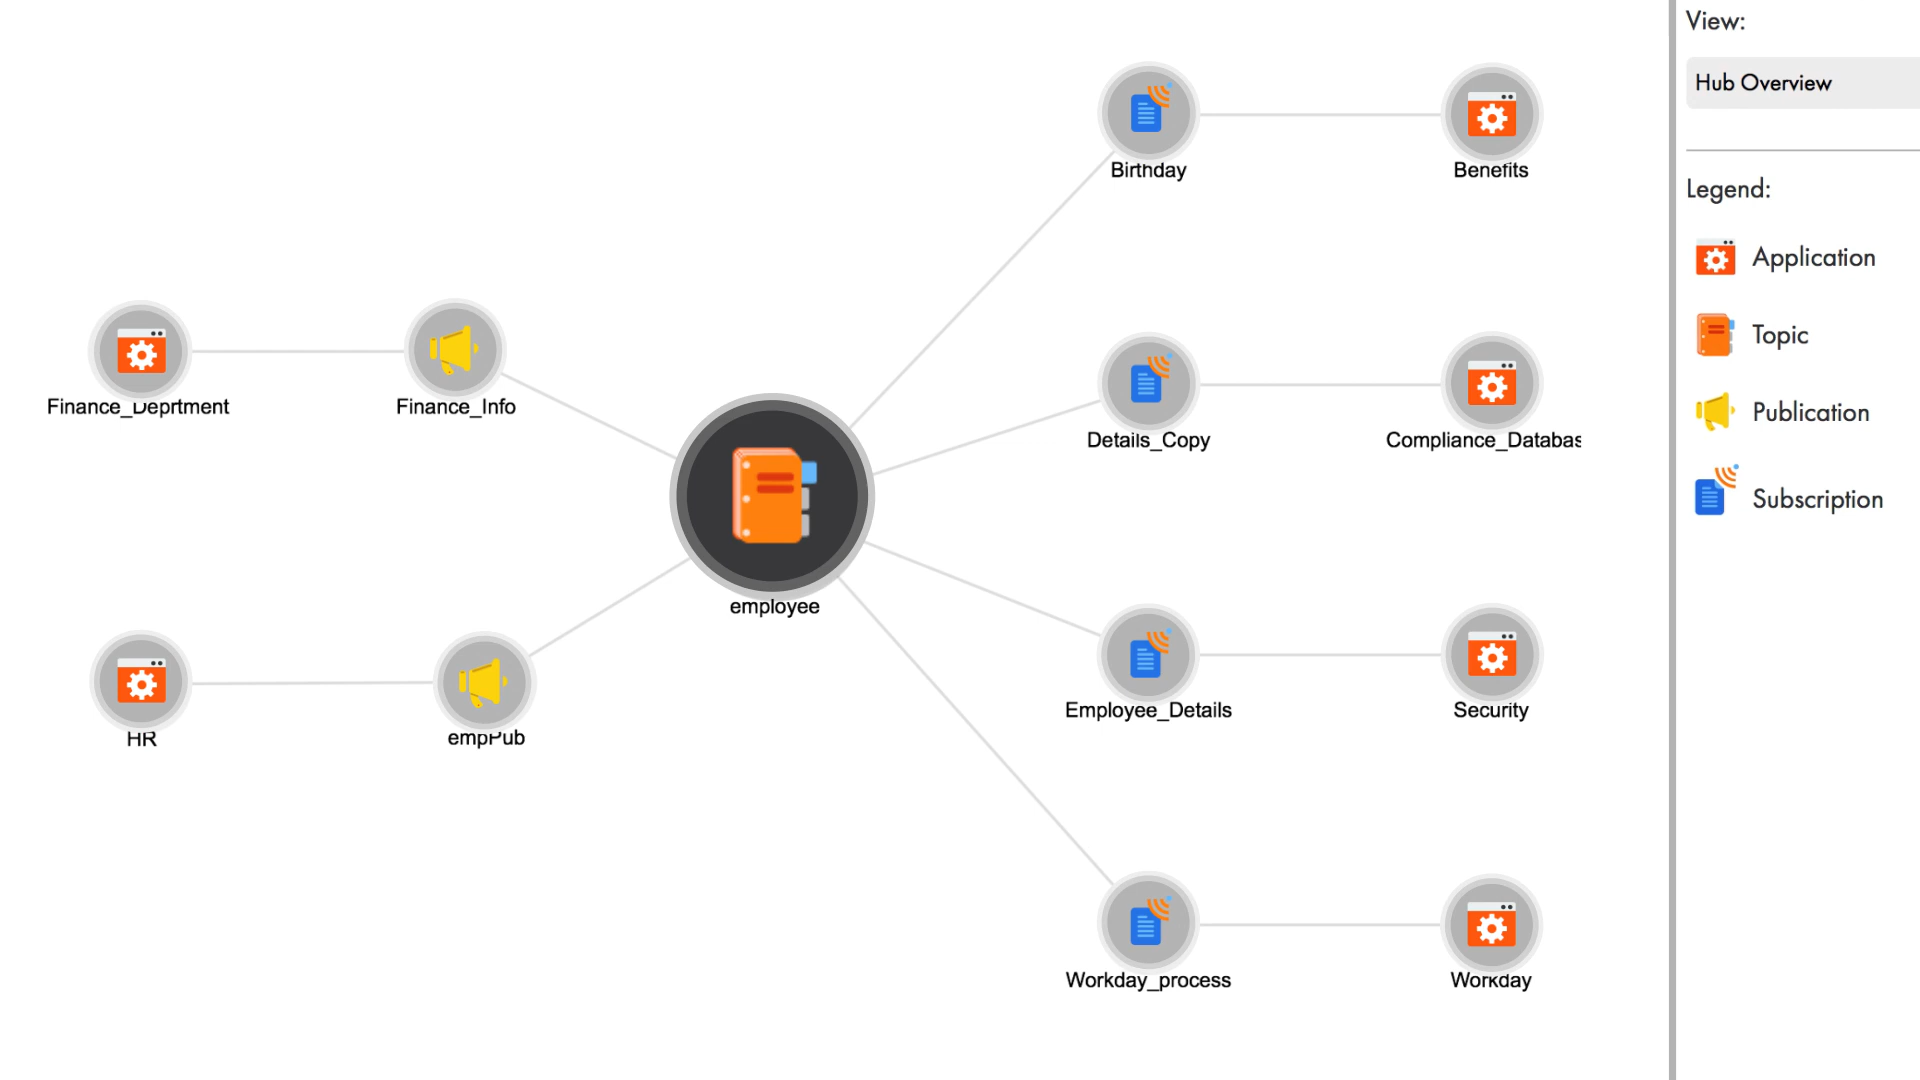 View:
Hub Overview
Legend:
Application
Topic
Publication
Subscription
Birthday
Benefits
Finance_Deprtment
Finance_Info
Details_Copy
Compliance_Databas
employee
HR
empPub
Employee_Details
Security
Workday_process
Workday